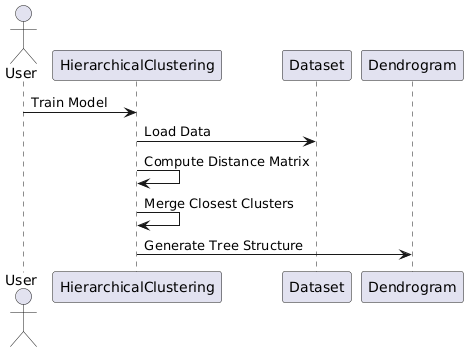 User
HierarchicalClustering
Dataset
Dendrogram
Train Model
Load Data
Compute Distance Matrix
Merge Closest Clusters
Generate Tree Structure
User
HierarchicalClustering
Dataset
Dendrogram